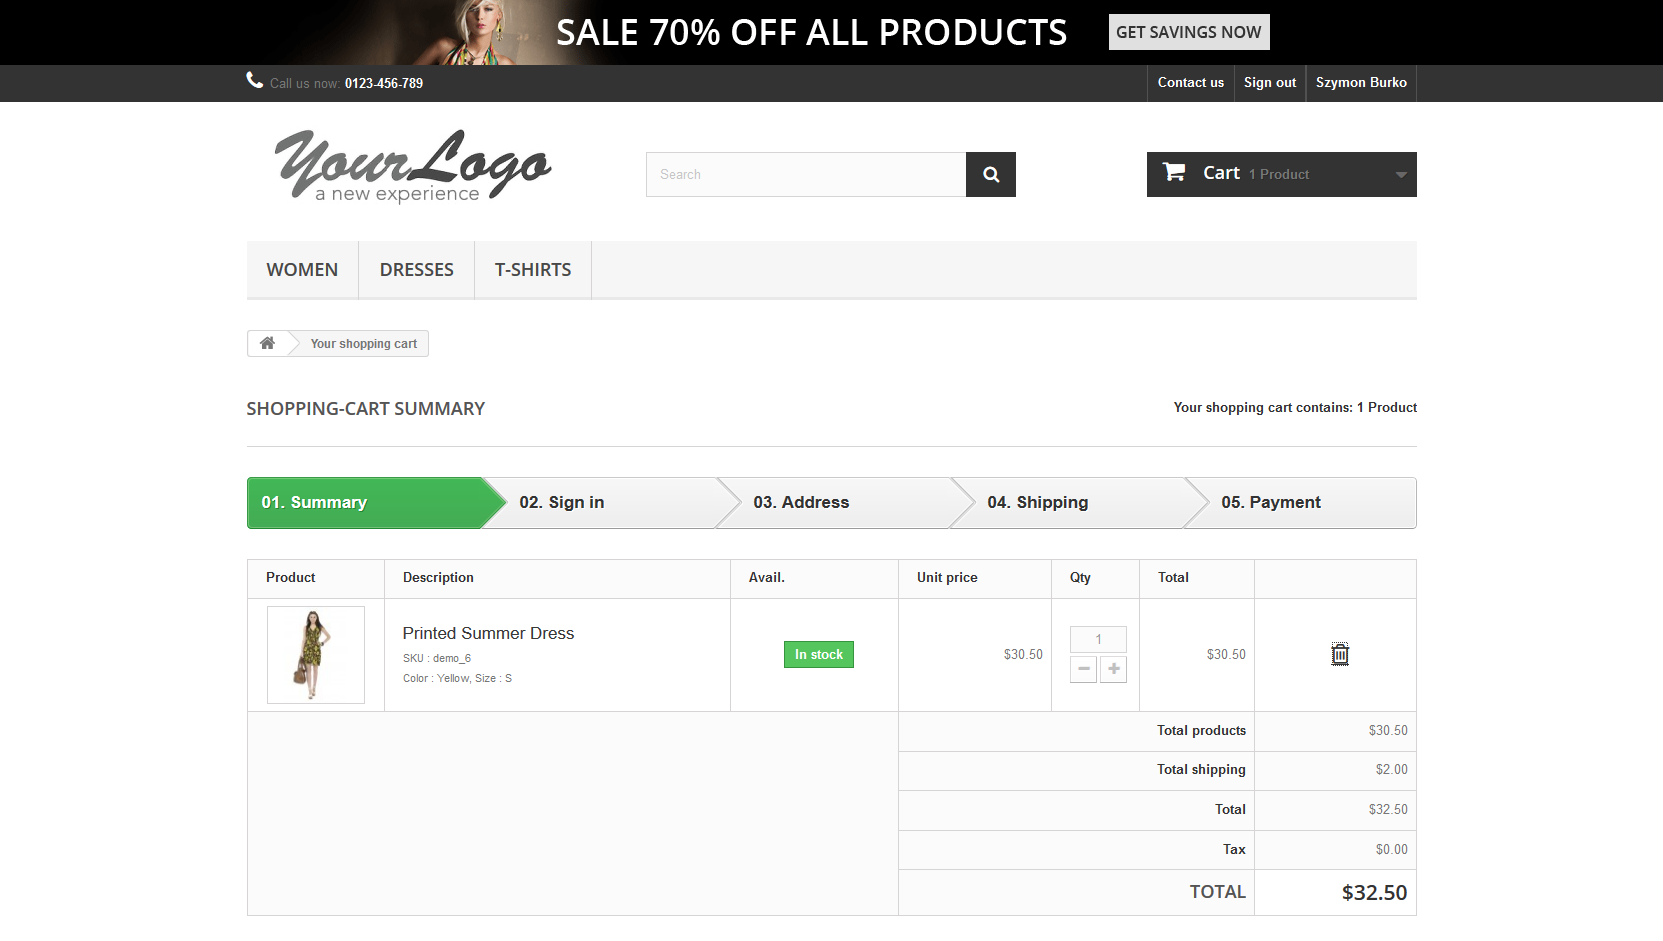 SALE 70% OFF ALL PRODUCTS GET SAVINGS NOW
Call us now: 0123-456-789 Contact us Sign out Szymon Burko
YourLogo
a new experience
Search
Cart 1 Product
WOMEN DRESSES T-SHIRTS
Your shopping cart
SHOPPING-CART SUMMARY Your shopping cart contains: 1 Product
01. Summary 02. Sign in 03. Address 04. Shipping 05. Payment
Product Description Avail. Unit price Qty Total
Printed Summer Dress
SKU : demo_6
Color : Yellow, Size : S
In stock $30.50 1 $30.50
Total products $30.50
Total shipping $2.00
Total $32.50
Tax $0.00
TOTAL $32.50